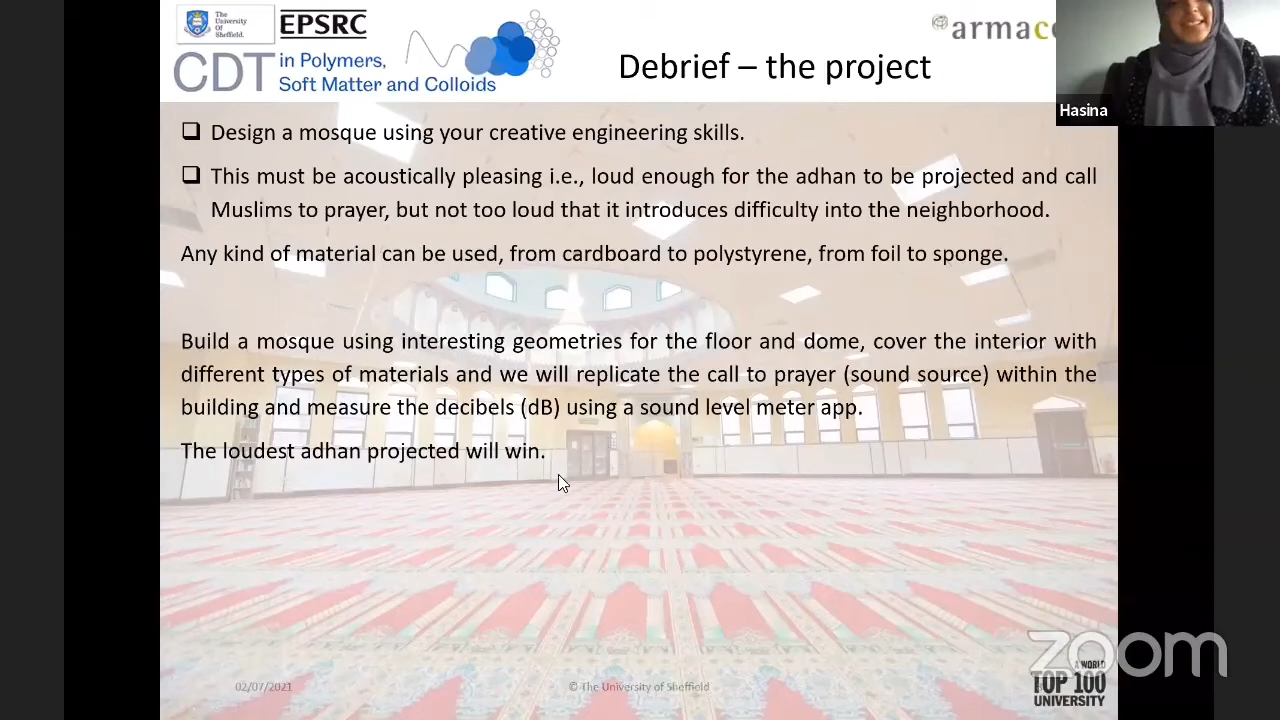 The
University
Of
Sheffield.
EPSRC
CDT
in Polymers,
Soft Matter and Colloids
Debrief – the project
armac
Hasina
❑ Design a mosque using your creative engineering skills.
❑ This must be acoustically pleasing i.e., loud enough for the adhan to be projected and call
Muslims to prayer, but not too loud that it introduces difficulty into the neighborhood.
Any kind of material can be used, from cardboard to polystyrene, from foil to sponge.
Build a mosque using interesting geometries for the floor and dome, cover the interior with
different types of materials and we will replicate the call to prayer (sound source) within the
building and measure the decibels (dB) using a sound level meter app.
The loudest adhan projected will win.
zoom
A WORLD
TOP 100
UNIVERSITY
02/07/2021
© The University of Sheffield